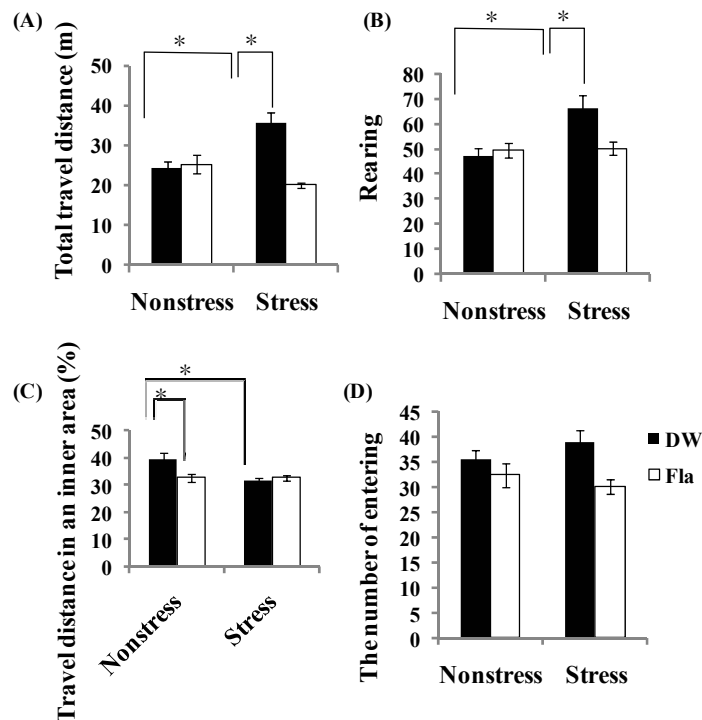 (A)
Total travel distance (m)
50
40
30
20
10
0
*
*
Nonstress
Stress
(B)
Rearing
80
70
60
50
40
30
20
10
0
*
*
Nonstress
Stress
(C)
Travel distance in an inner area (%)
50
40
30
20
10
0
*
*
Nonstress
Stress
(D)
The number of entering
45
40
35
30
25
20
15
10
5
0
Nonstress
Stress
DW
Fla